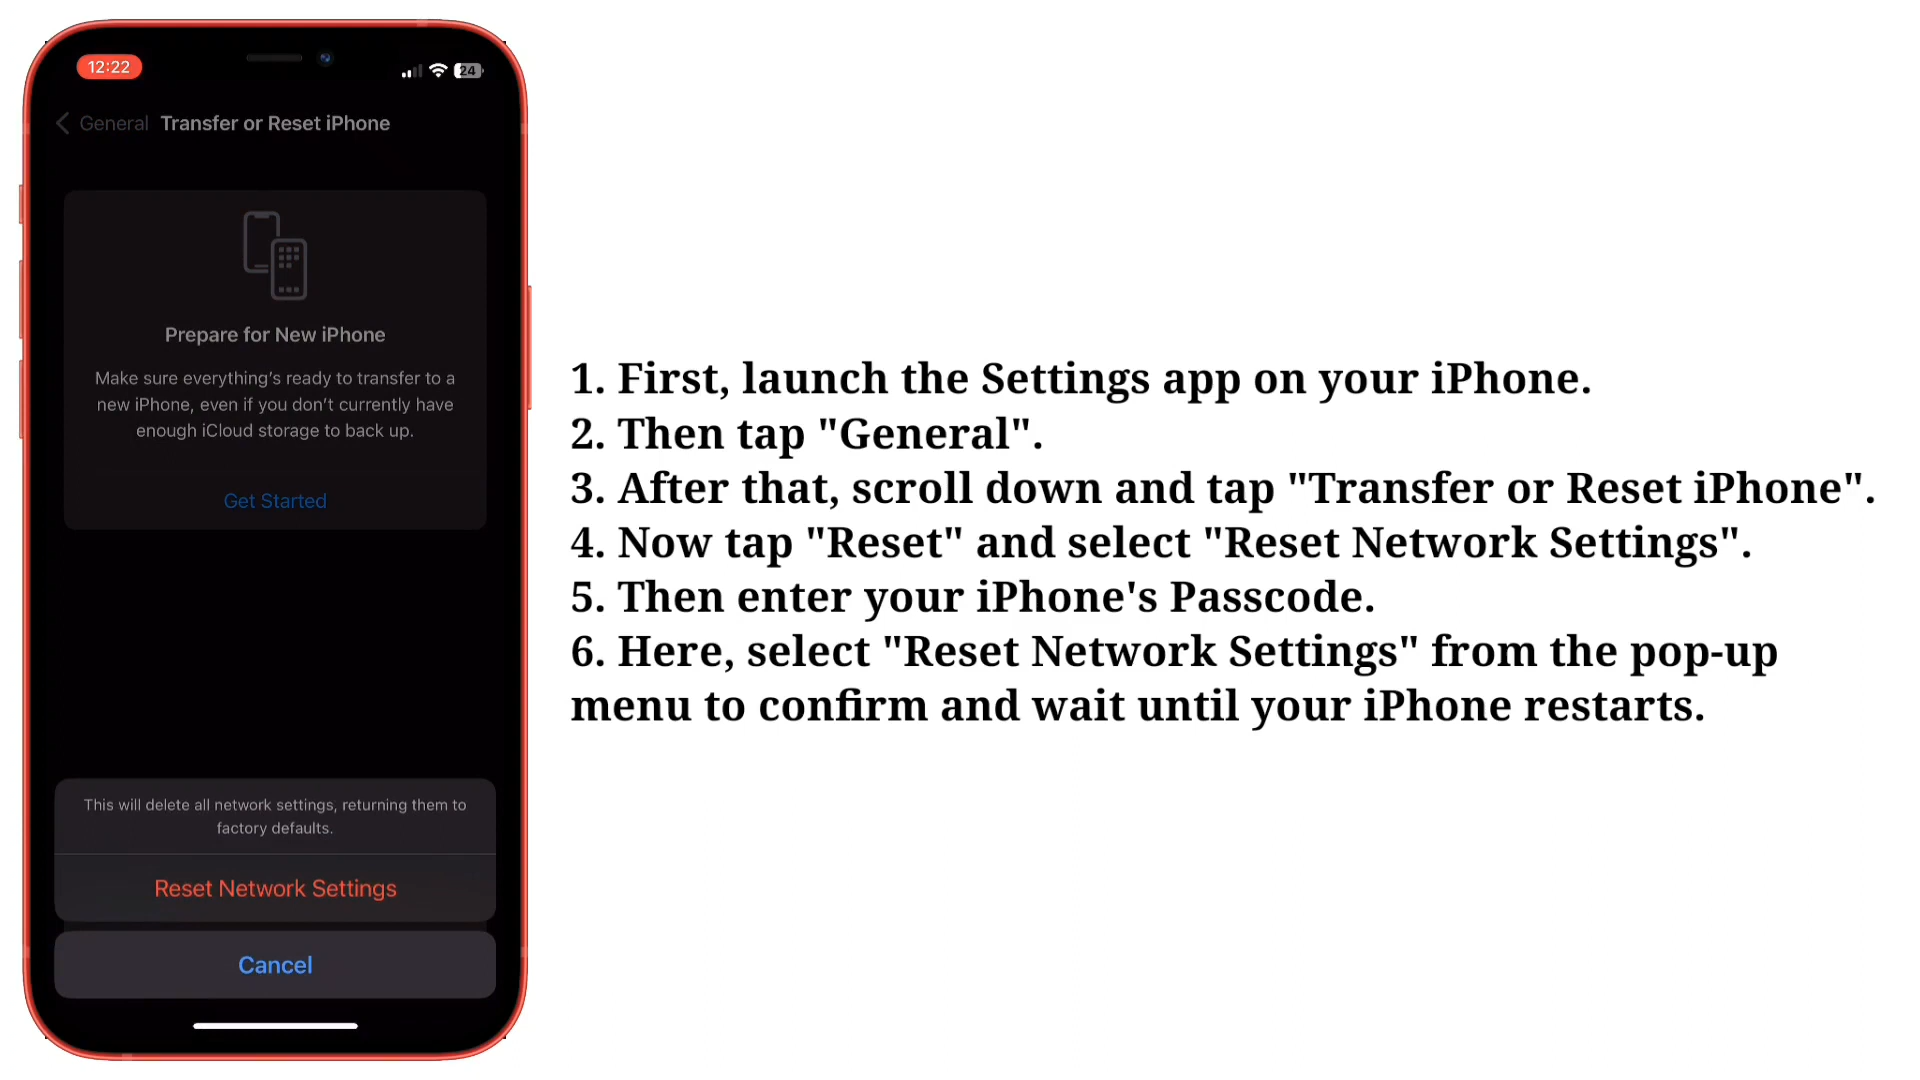 12:22
24
General Transfer or Reset iPhone
Prepare for New iPhone
Make sure everything’s ready to transfer to a
new iPhone, even if you don’t currently have
enough iCloud storage to back up.
Get Started
This will delete all network settings, returning them to
factory defaults.
Reset Network Settings
Cancel
1. First, launch the Settings app on your iPhone.
2. Then tap "General".
3. After that, scroll down and tap "Transfer or Reset iPhone".
4. Now tap "Reset" and select "Reset Network Settings".
5. Then enter your iPhone's Passcode.
6. Here, select "Reset Network Settings" from the pop-up
menu to confirm and wait until your iPhone restarts.